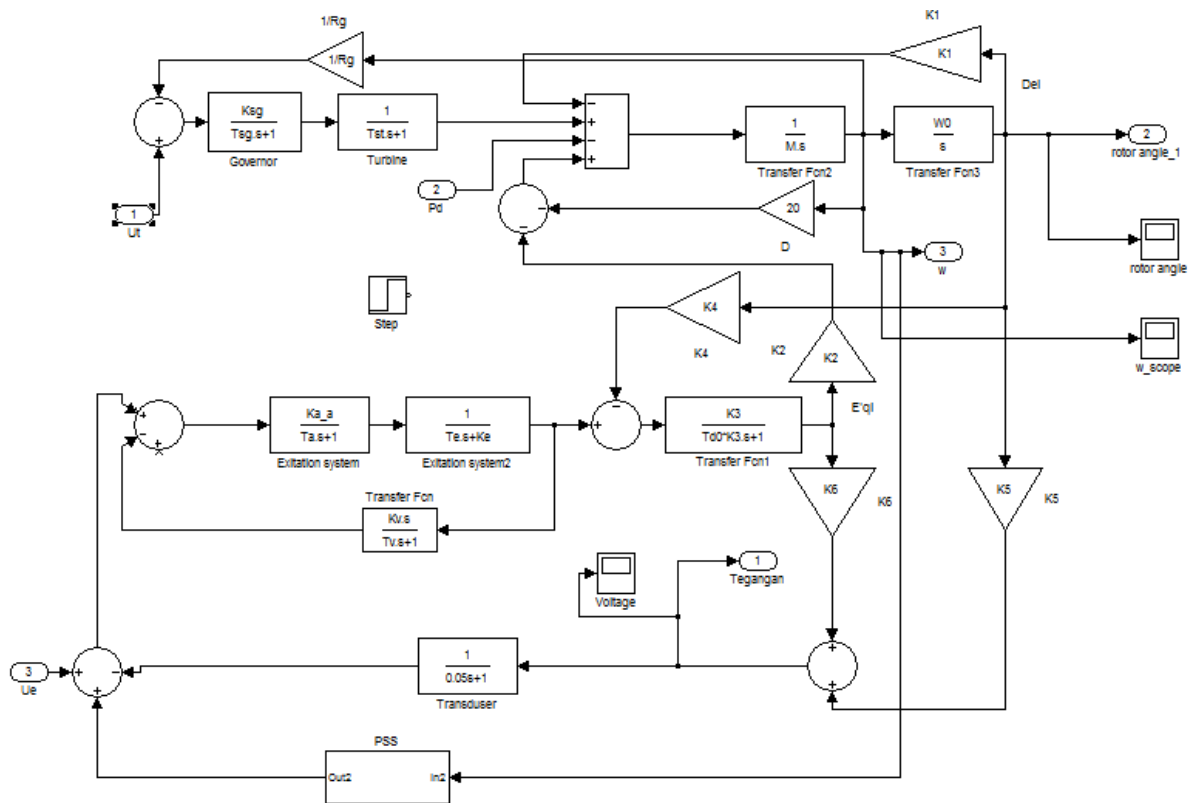 1/Rg
K1
1/Rg
K1
Del
Ksg
Tsg.s+1
Governor
1
Tst.s+1
Turbine
1
M.s
Transfer Fcn2
W0
s
Transfer Fcn3
2
rotor angle_1
1
Ut
2
Pd
20
D
3
w
rotor angle
Step
K4
K4
K2
K2
w_scope
E'qi
Ka_a
Ta.s+1
Exitation system
1
Te.s+Ke
Exitation system2
K3
Td0*K3.s+1
Transfer Fcn1
K6
K6
K5
K5
Transfer Fcn
Kv.s
Tv.s+1
Voltage
1
Tegangan
3
Ue
1
0.05s+1
Transduser
PSS
Out2
In2